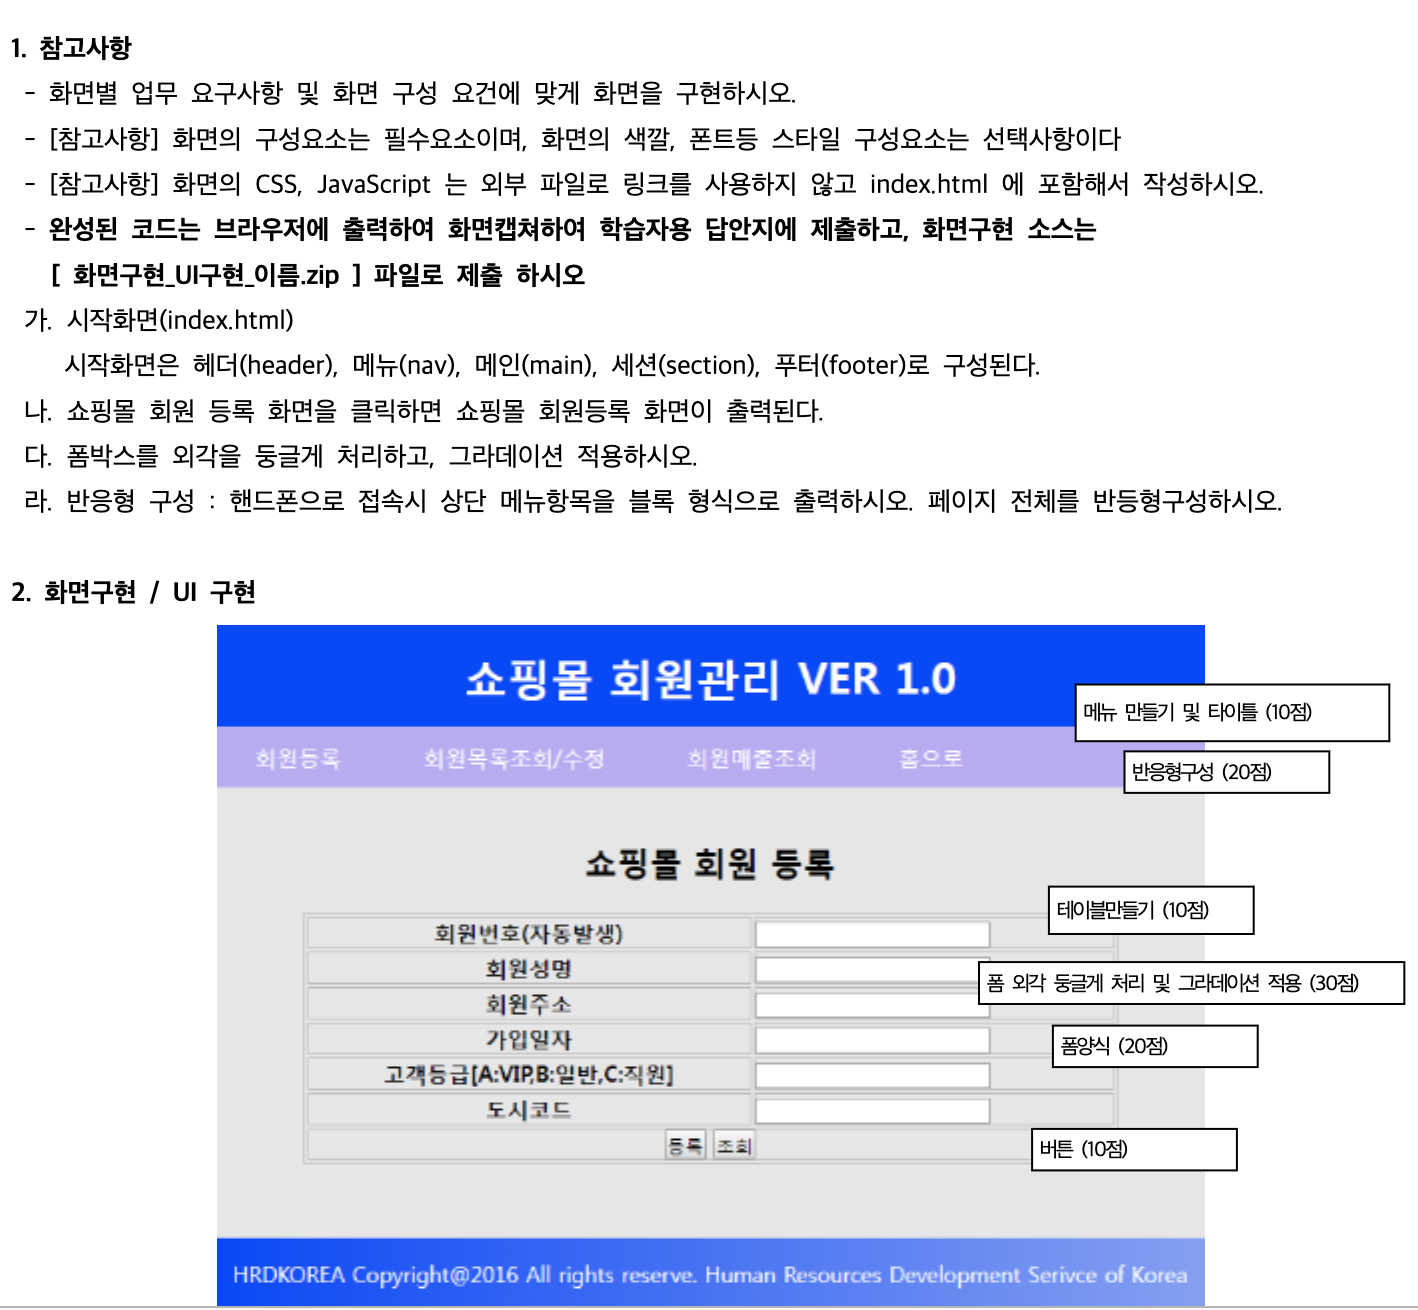 1. 참고사항
- 화면별 업무 요구사항 및 화면 구성 요건에 맞게 화면을 구현하시오.
- [참고사항] 화면의 구성요소는 필수요소이며, 화면의 색깔, 폰트등 스타일 구성요소는 선택사항이다
- [참고사항] 화면의 CSS, JavaScript 는 외부 파일로 링크를 사용하지 않고 index.html 에 포함해서 작성하시오.
- 완성된 코드는 브라우저에 출력하여 화면캡쳐하여 학습자용 답안지에 제출하고, 화면구현 소스는
[ 화면구현_UI구현_이름.zip ] 파일로 제출 하시오
가. 시작화면(index.html)
시작화면은 헤더(header), 메뉴(nav), 메인(main), 세션(section), 푸터(footer)로 구성된다.
나. 쇼핑몰 회원 등록 화면을 클릭하면 쇼핑몰 회원등록 화면이 출력된다.
다. 폼박스를 외각을 둥글게 처리하고, 그라데이션 적용하시오.
라. 반응형 구성 : 핸드폰으로 접속시 상단 메뉴항목을 블록 형식으로 출력하시오. 페이지 전체를 반등형구성하시오.
2. 화면구현 / UI 구현
쇼핑몰 회원관리 VER 1.0
메뉴 만들기 및 타이틀 (10점)
회원등록 회원목록조회/수정 회원매출조회 홈으로
반응형구성 (20점)
쇼핑몰 회원 등록
테이블만들기 (10점)
회원번호(자동발생)
회원성명
폼 외각 둥글게 처리 및 그라데이션 적용 (30점)
회원주소
가입일자
폼양식 (20점)
고객등급[A:VIP,B:일반,C:직원]
도시코드
등록 조회
버튼 (10점)
HRDKOREA Copyright@2016 All rights reserve. Human Resources Development Serivce of Korea